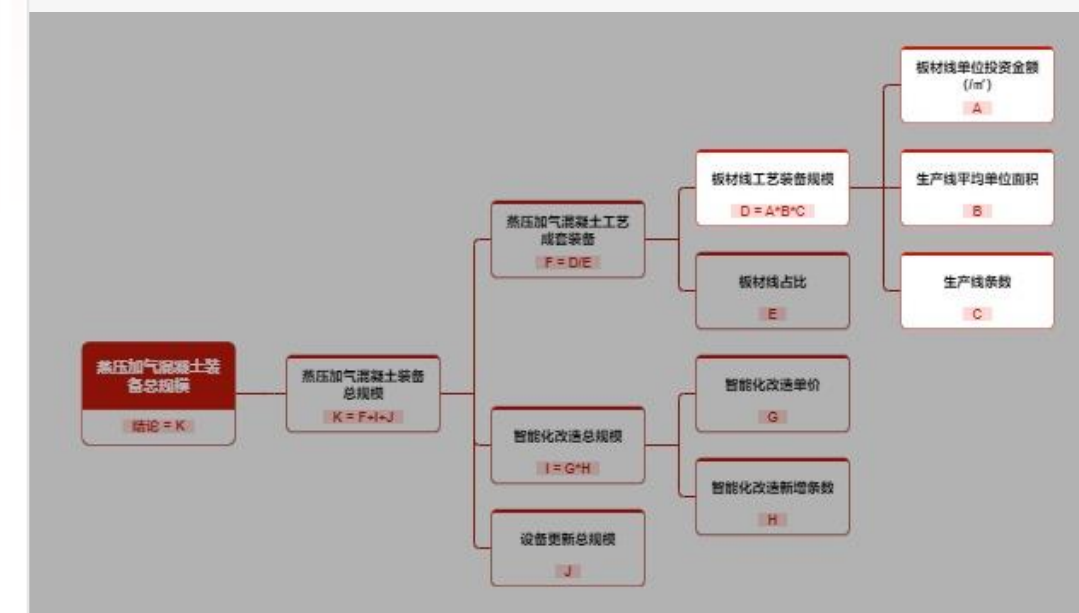 板材线单位投资金额
(/㎡)
A
板材线工艺装备规模
D = A*B*C
生产线平均单位面积
B
蒸压加气混凝土工艺
成套装备
F = D/E
板材线占比
E
生产线条数
C
蒸压加气混凝土装
备总规模
结论 = K
蒸压加气混凝土装备
总规模
K = F+I+J
智能化改造单价
G
智能化改造总规模
I = G*H
智能化改造新增条数
H
设备更新总规模
J